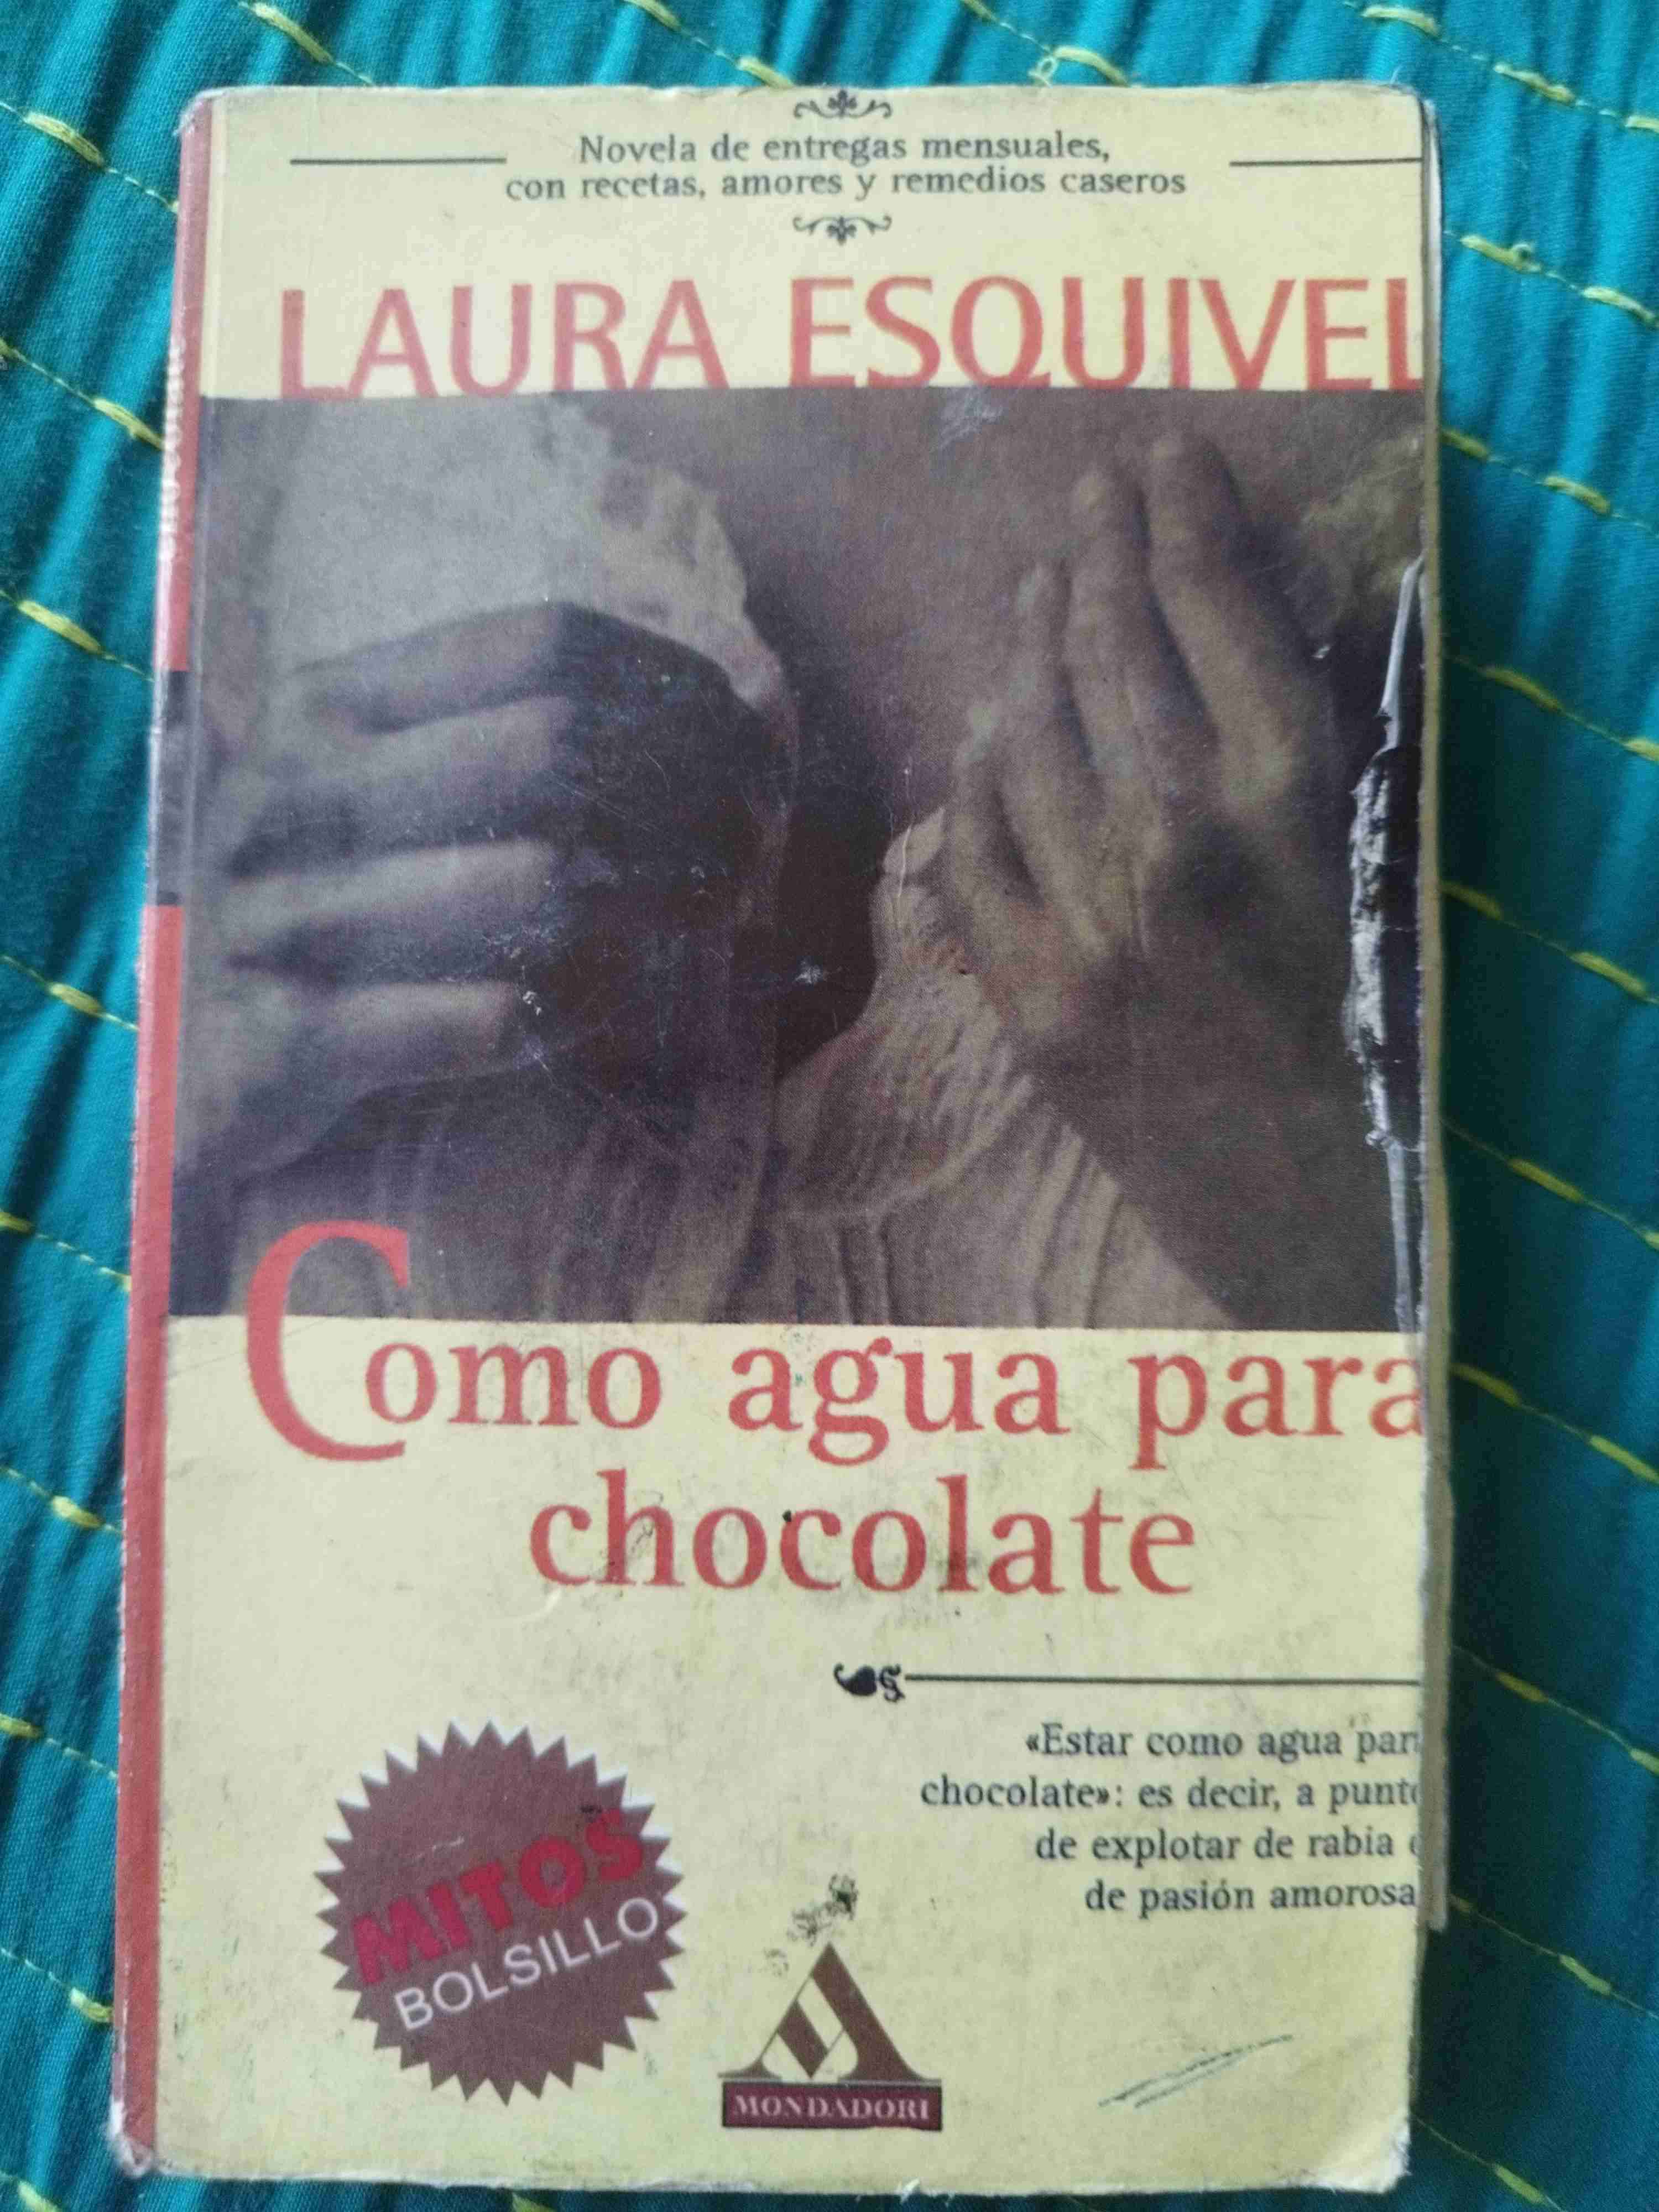 Novela de entregas mensuales,
con recetas, amores y remedios caseros
LAURA ESQUIVEL
Como agua para
chocolate
«Estar como agua par
chocolate»: es decir, a punto
de explotar de rabia
de pasión amorosa
MITOS
BOLSILLO
MONDADORI